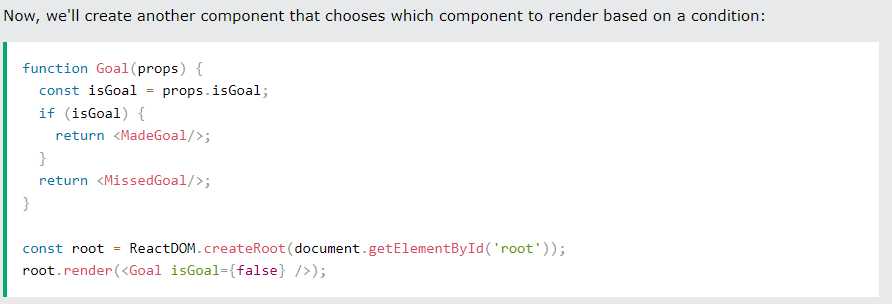 Now, we'll create another component that chooses which component to render based on a condition:
function Goal(props) {
  const isGoal = props.isGoal;
  if (isGoal) {
    return <MadeGoal/>;
  }
  return <MissedGoal/>;
}
const root = ReactDOM.createRoot(document.getElementById('root'));
root.render(<Goal isGoal={false} />);